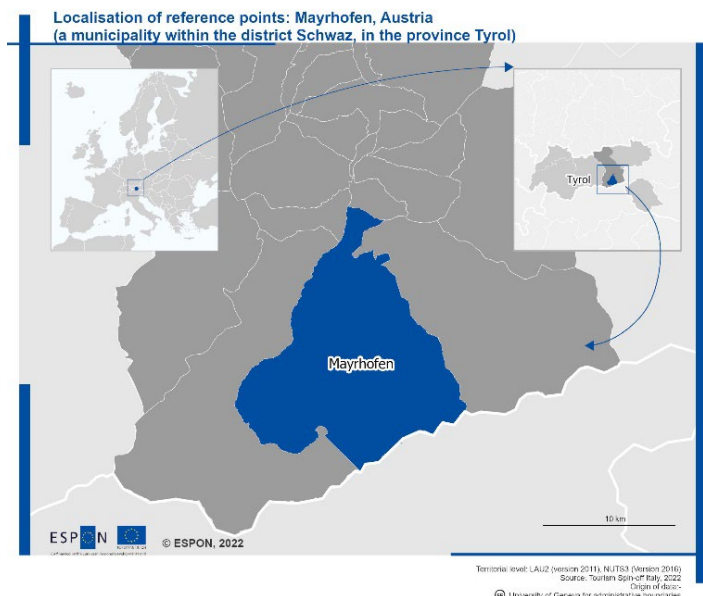 Localisation of reference points: Mayrhofen, Austria
(a municipality within the district Schwaz, in the province Tyrol)
Tyrol
Mayrhofen
10 km
ESPON
© ESPON, 2022
Territorial level: LAU2 (version 2011), NUTS3 (Version 2016)
Source: Tourism Spin-off Italy, 2022
Origin of data:-
University of Geneva for administrative boundaries